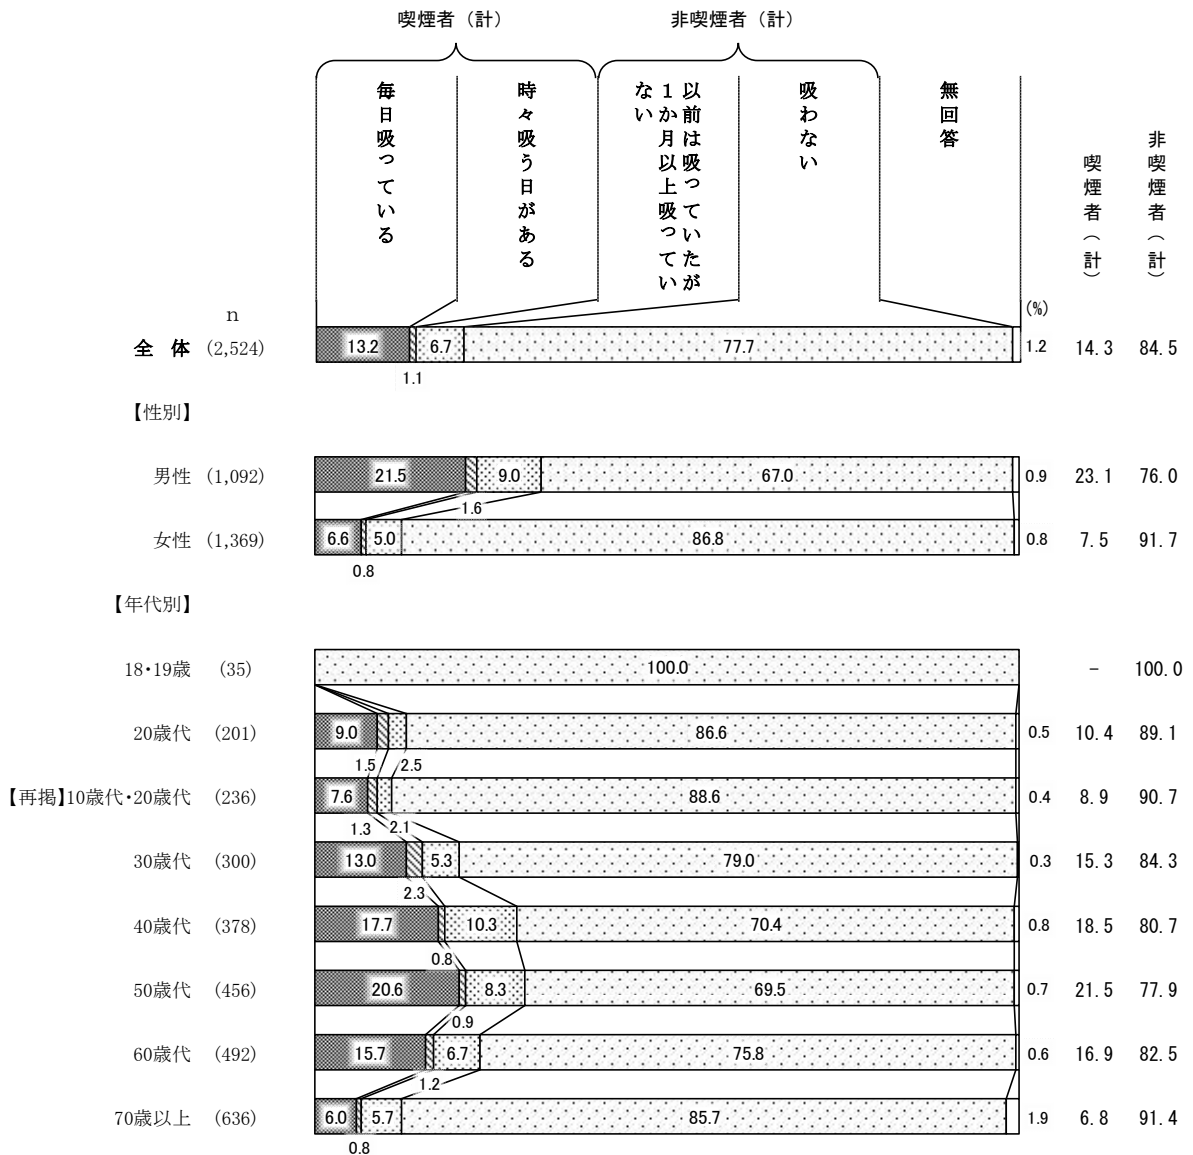 喫煙者（計）　非喫煙者（計）
毎日吸っている
時々吸う日がある
以前は吸っていたが
１か月以上吸ってい
ない
吸わない
無回答
喫煙者（計）
非喫煙者（計）
(%)
n
全　体 (2,524) 13.2 6.7 77.7 1.2 14.3 84.5
1.1
【性別】
男性 (1,092) 21.5 9.0 67.0 0.9 23.1 76.0
1.6
女性 (1,369) 6.6 5.0 86.8 0.8 7.5 91.7
0.8
【年代別】
18・19歳 (35) 100.0 － 100.0
20歳代 (201) 9.0 86.6 0.5 10.4 89.1
1.5 2.5
【再掲】10歳代・20歳代 (236) 7.6 88.6 0.4 8.9 90.7
1.3 2.1
30歳代 (300) 13.0 5.3 79.0 0.3 15.3 84.3
2.3
40歳代 (378) 17.7 10.3 70.4 0.8 18.5 80.7
0.8
50歳代 (456) 20.6 8.3 69.5 0.7 21.5 77.9
0.9
60歳代 (492) 15.7 6.7 75.8 0.6 16.9 82.5
1.2
70歳以上 (636) 6.0 5.7 85.7 1.9 6.8 91.4
0.8